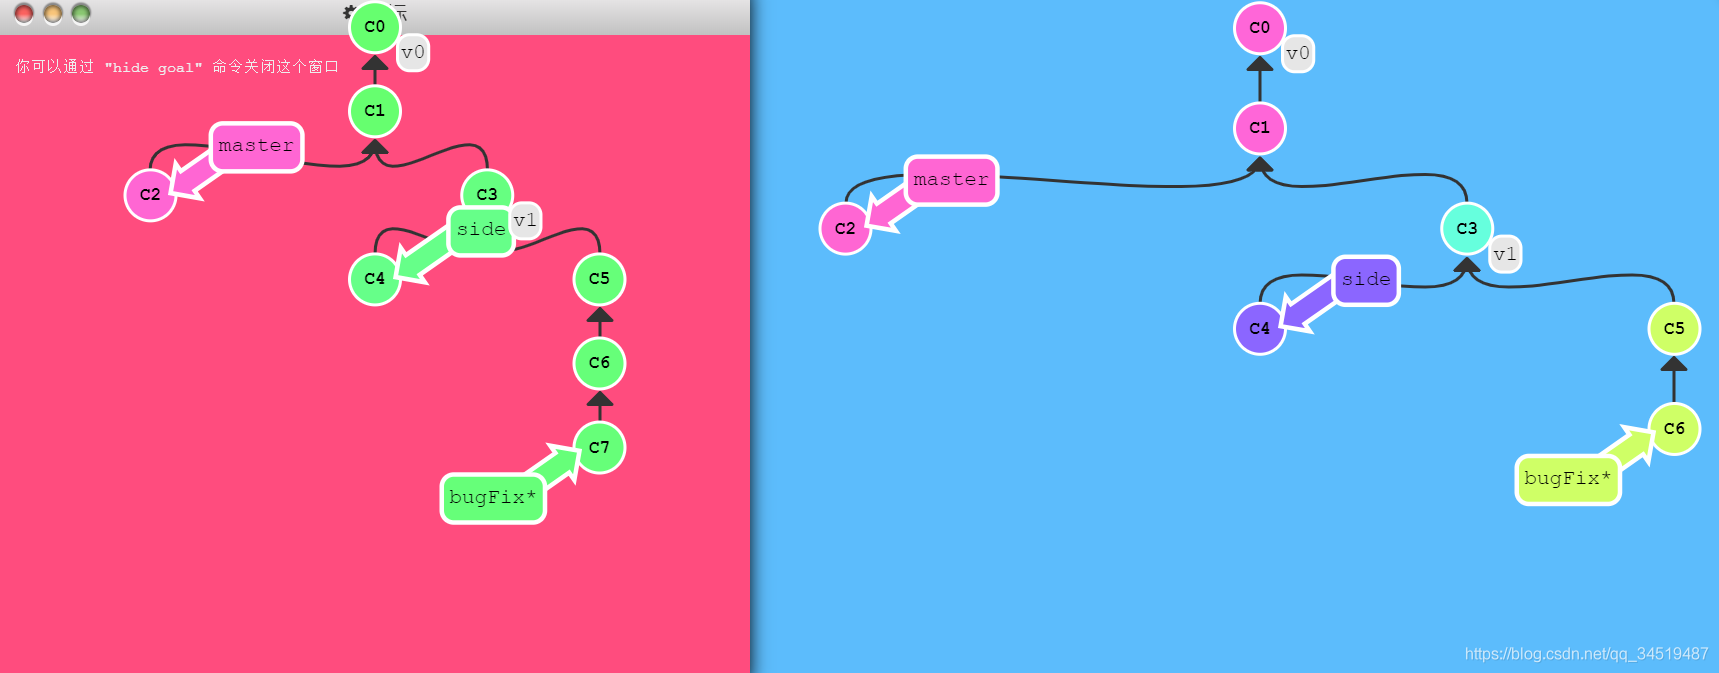 C0
v0
你可以通过 "hide goal" 命令关闭这个窗口
C1
master
C2
C3
v1
side
C4
C5
C6
C7
bugFix*
C0
v0
C1
master
C2
C3
v1
side
C4
C5
C6
bugFix*
https://blog.csdn.net/qq_34519487